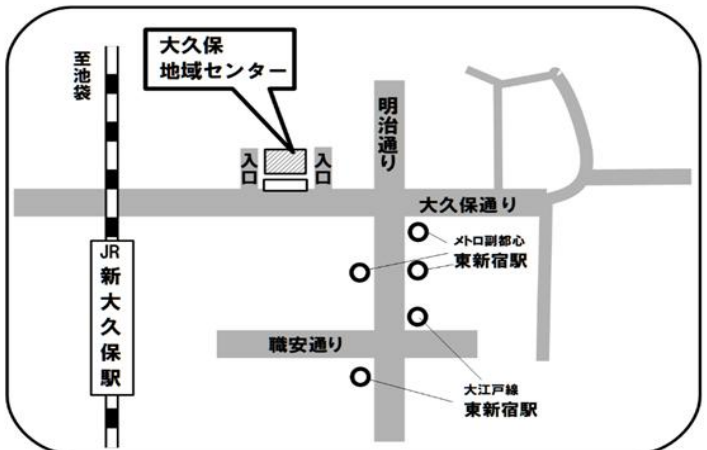 至池袋
大久保
地域センター
明治通り
入口
入口
大久保通り
メトロ副都心
東新宿駅
JR
新大久保駅
職安通り
大江戸線
東新宿駅